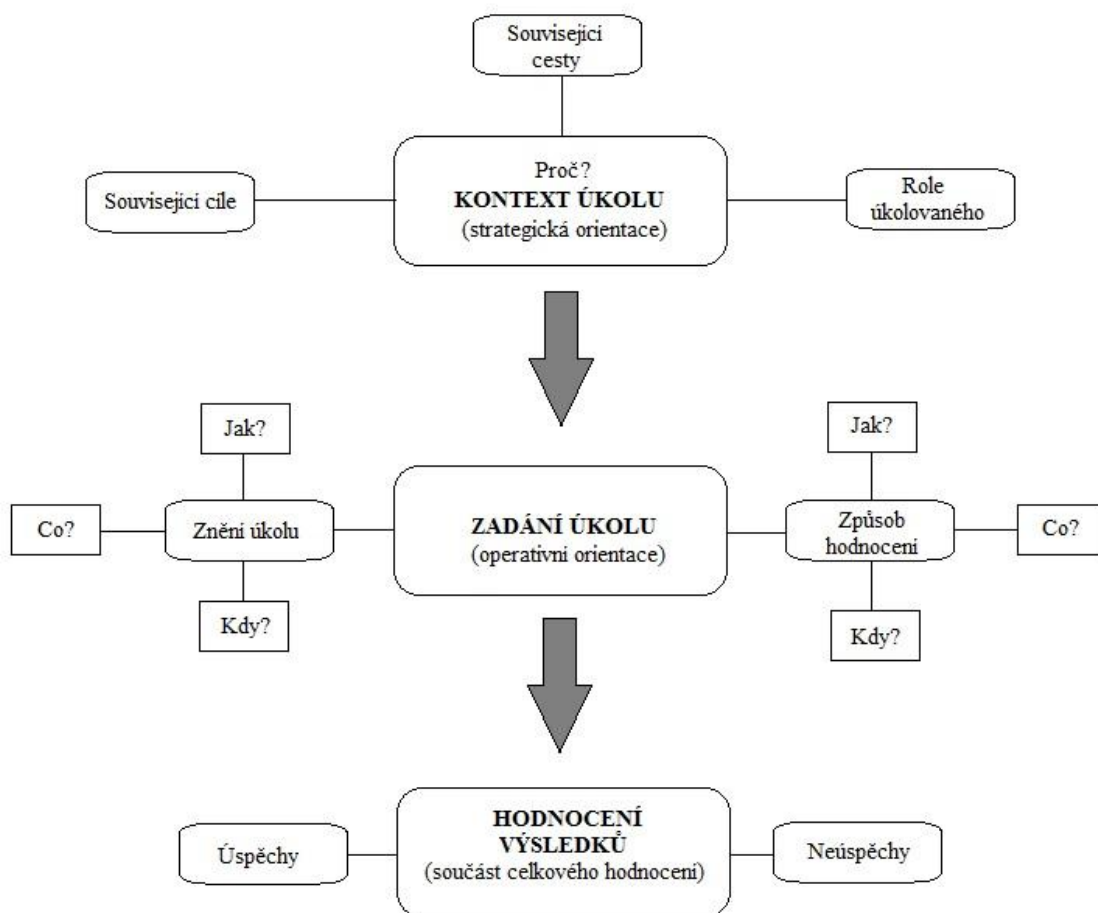 Související
cesty
Proč?
KONTEXT ÚKOLU
(strategická orientace)
Související cíle
Role
úkolovaného
Jak?
Co?
Znění úkolu
Kdy?
ZADÁNÍ ÚKOLU
(operativní orientace)
Jak?
Způsob
hodnocení
Co?
Kdy?
HODNOCENÍ
VÝSLEDKŮ
(součást celkového hodnocení)
Úspěchy
Neúspěchy